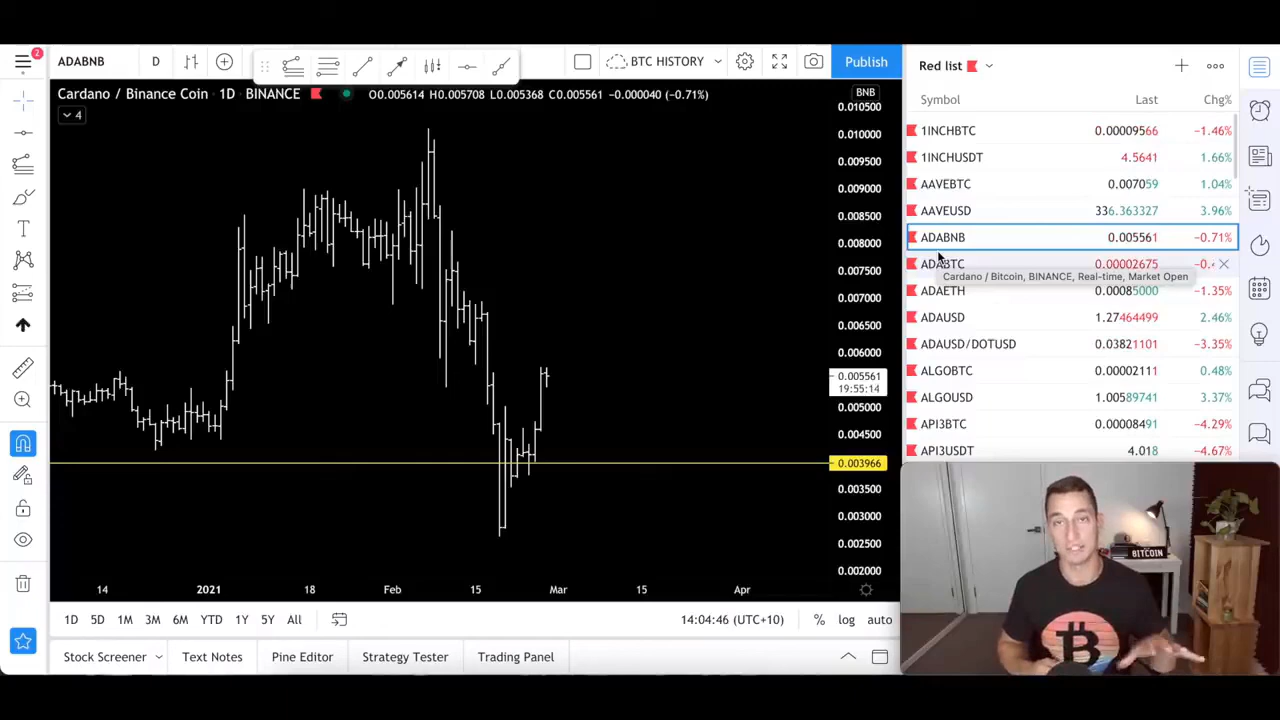 2
ADABNB
D
BTC HISTORY
Publish
Cardano / Binance Coin · 1D · BINANCE
O0.005614 H0.005708 L0.005368 C0.005561 −0.000040 (−0.71%)
4
BNB
0.010500
0.010000
0.009500
0.009000
0.008500
0.008000
0.007500
0.007000
0.006500
0.006000
0.005561
19:55:14
0.005000
0.004500
0.003966
0.003500
0.003000
0.002500
0.002000
14
2021
18
Feb
15
Mar
15
Apr
1D 5D 1M 3M 6M YTD 1Y 5Y All
14:04:46 (UTC+10)
% log auto
Stock Screener
Text Notes
Pine Editor
Strategy Tester
Trading Panel
Red list
Symbol Last Chg%
1INCHBTC 0.00009566 −1.46%
1INCHUSDT 4.5641 1.66%
AAVEBTC 0.007059 1.04%
AAVEUSD 336.363327 3.96%
ADABNB 0.005561 −0.71%
ADABTC 0.00002675
Cardano / Bitcoin, BINANCE, Real-time, Market Open
ADAETH 0.00085000 −1.35%
ADAUSD 1.27464499 2.46%
ADAUSD/DOTUSD 0.03821101 −3.35%
ALGOBTC 0.00002111 0.48%
ALGOUSD 1.00589741 3.37%
API3BTC 0.00008491 −4.29%
API3USDT 4.018 −4.67%
BITCOIN